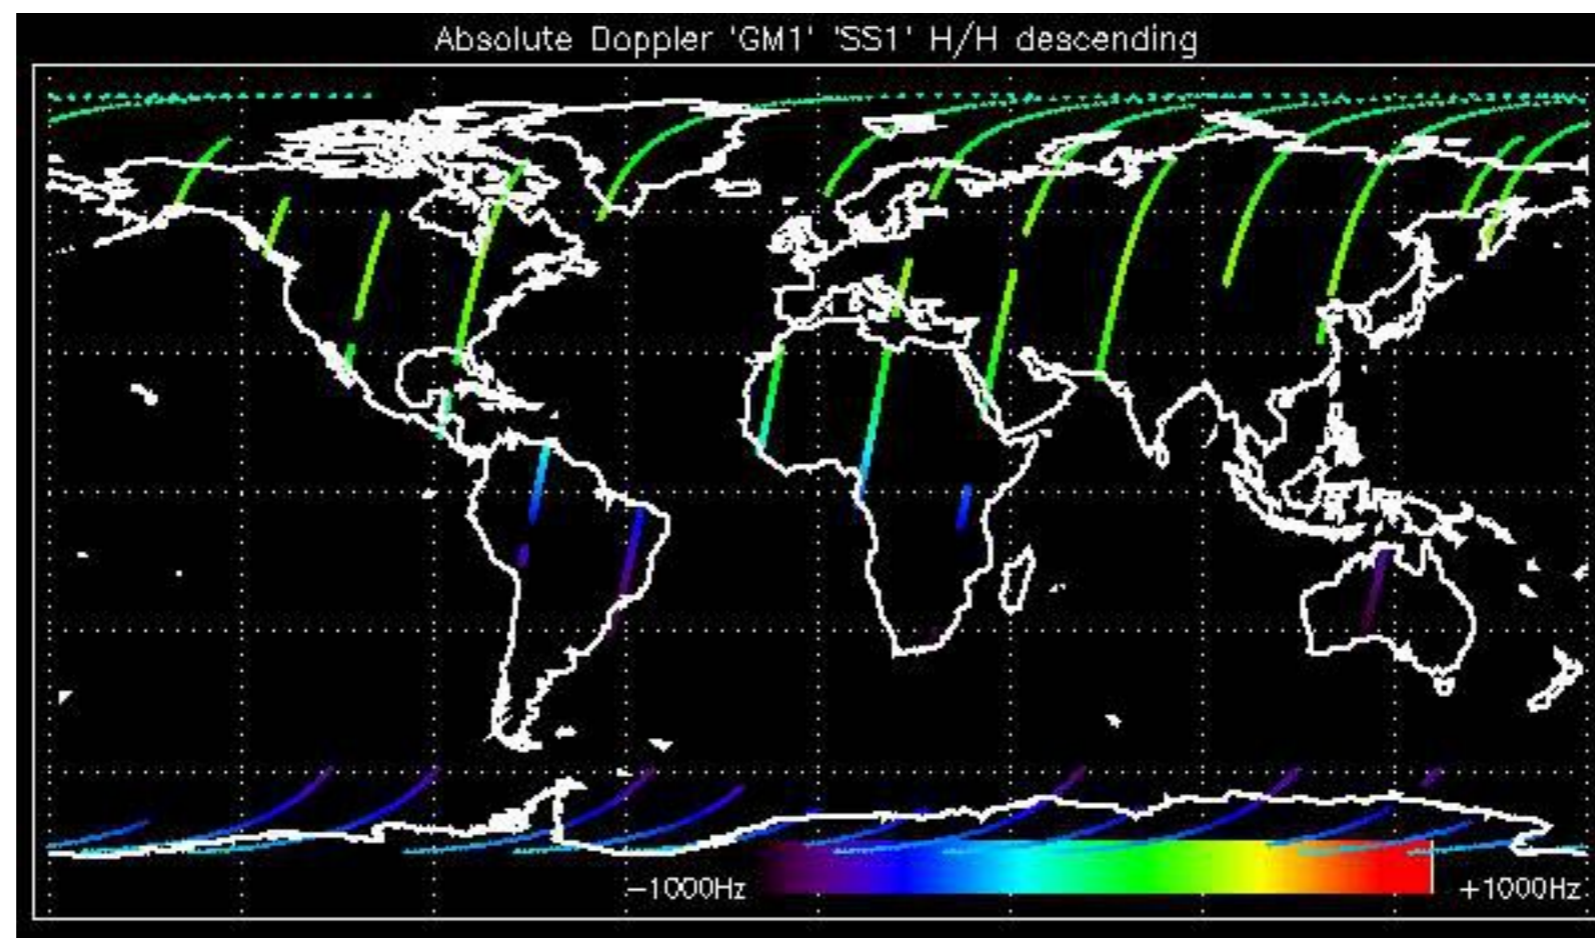 Absolute Doppler 'GM1' 'SS1' H/H descending
−1000Hz +1000Hz